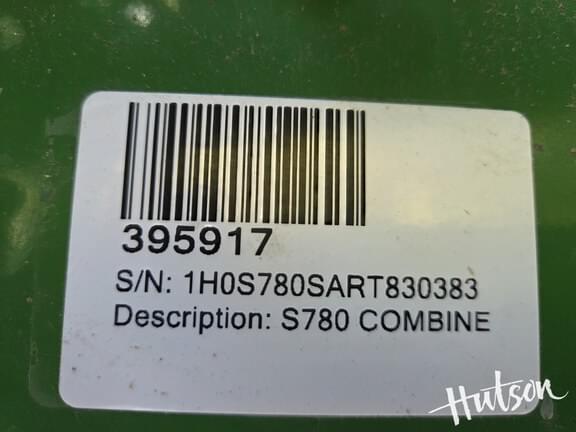 395917
S/N: 1H0S780SART830383
Description: S780 COMBINE
Hutson